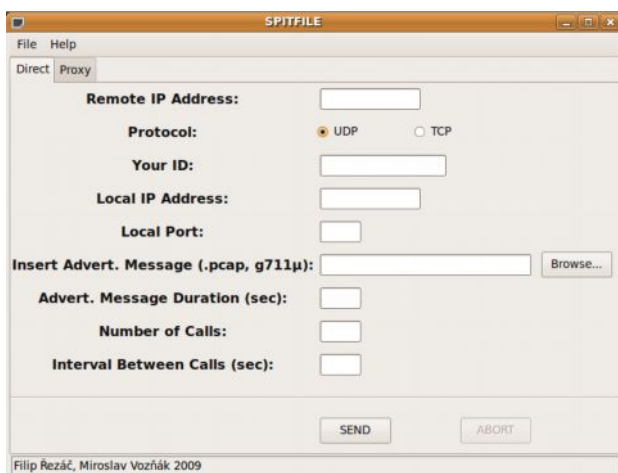 SPITFILE
File Help
Direct Proxy
Remote IP Address:
Protocol: UDP TCP
Your ID:
Local IP Address:
Local Port:
Insert Advert. Message (.pcap, g711µ): Browse...
Advert. Message Duration (sec):
Number of Calls:
Interval Between Calls (sec):
SEND ABORT
Filip Řezáč, Miroslav Vozňák 2009